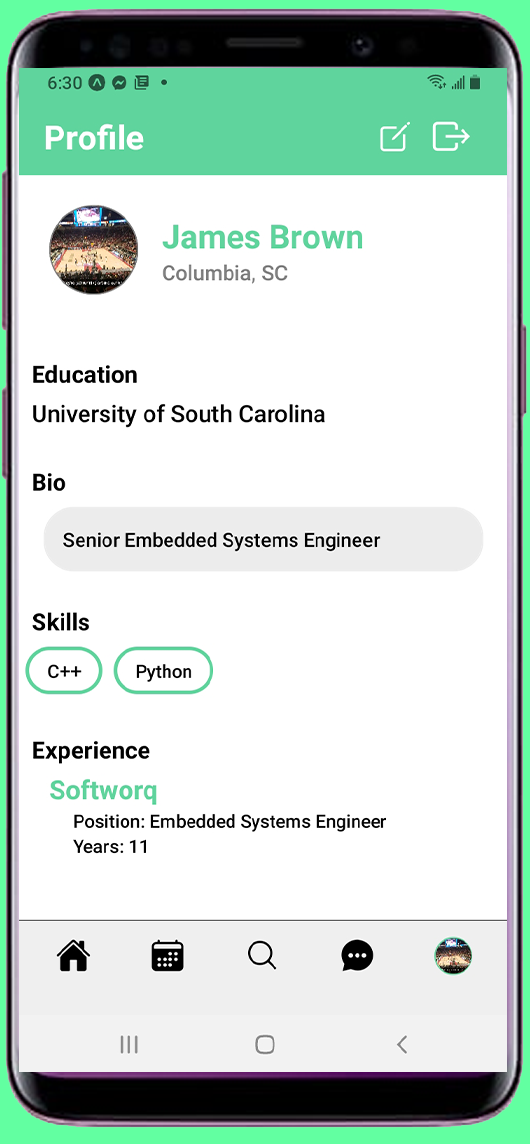 6:30
Profile
James Brown
Columbia, SC
Education
University of South Carolina
Bio
Senior Embedded Systems Engineer
Skills
C++
Python
Experience
Softworq
Position: Embedded Systems Engineer
Years: 11